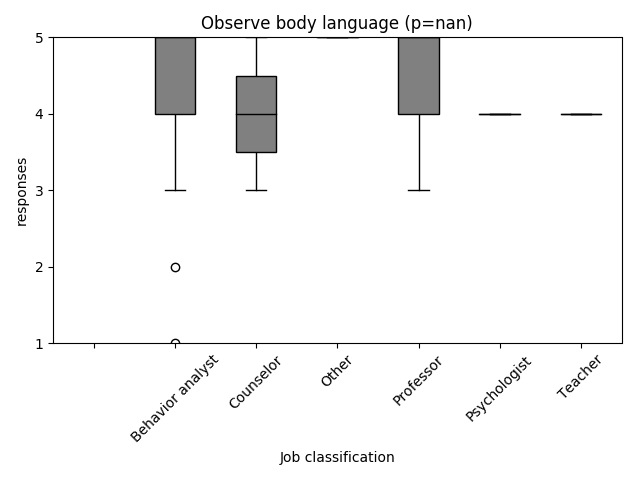 Observe body language (p=nan)
5
4
3
2
1
responses
Behavior analyst
Counselor
Other
Professor
Psychologist
Teacher
Job classification